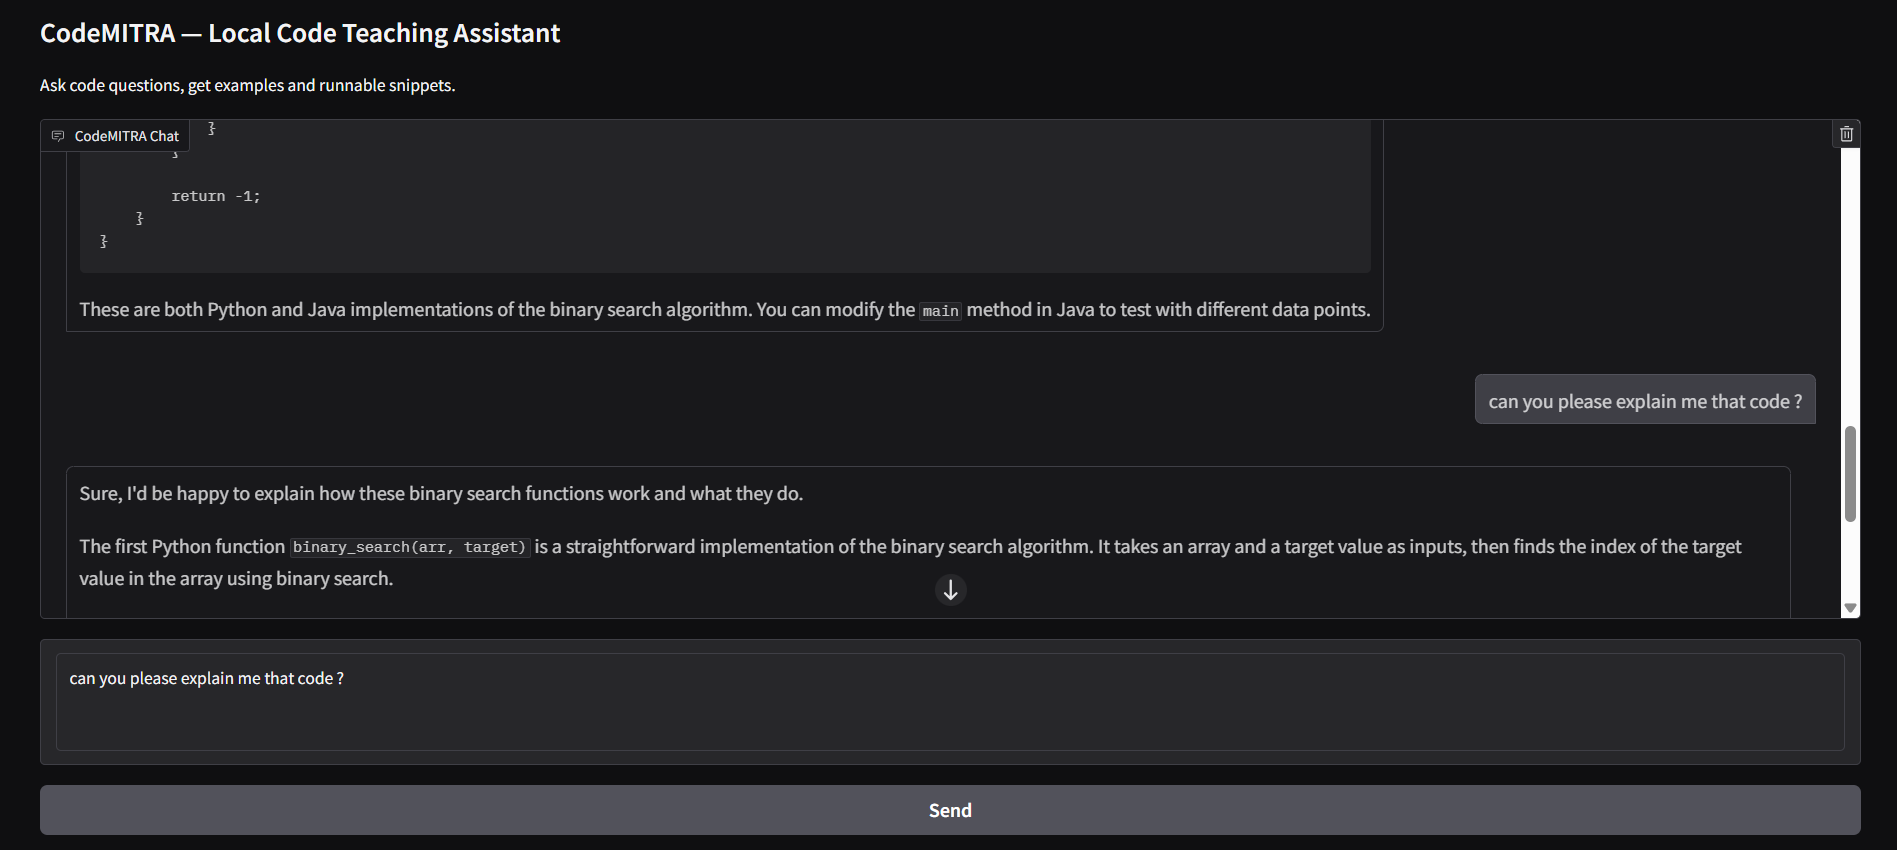 CodeMITRA — Local Code Teaching Assistant
Ask code questions, get examples and runnable snippets.
CodeMITRA Chat
}
}
return -1;
}
}
These are both Python and Java implementations of the binary search algorithm. You can modify the main method in Java to test with different data points.
can you please explain me that code ?
Sure, I'd be happy to explain how these binary search functions work and what they do.
The first Python function binary_search(arr, target) is a straightforward implementation of the binary search algorithm. It takes an array and a target value as inputs, then finds the index of the target
value in the array using binary search.
can you please explain me that code ?
Send